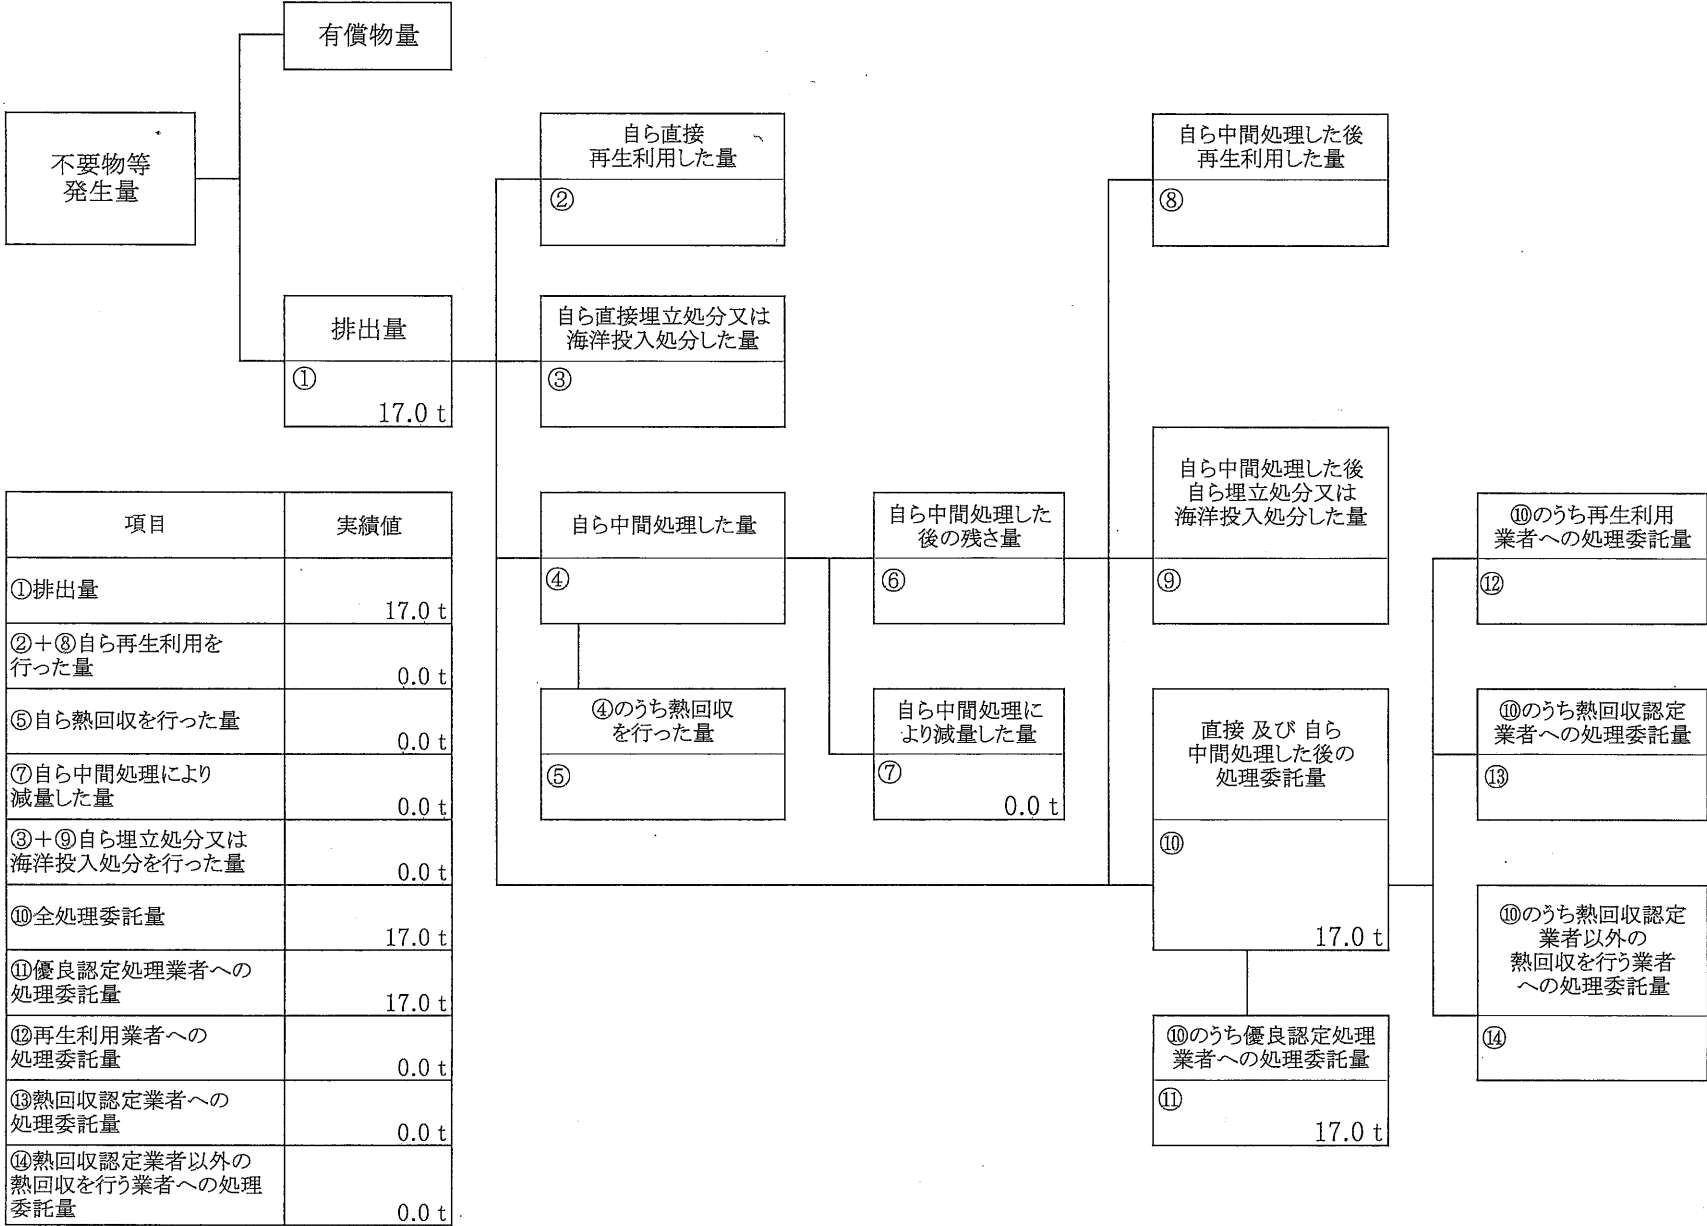 有償物量
不要物等
発生量
排出量
①
17.0 t
自ら直接
再生利用した量
②
自ら直接埋立処分又は
海洋投入処分した量
③
自ら中間処理した量
④
④のうち熱回収
を行った量
⑤
自ら中間処理した
後の残さ量
⑥
自ら中間処理に
より減量した量
⑦
0.0 t
自ら中間処理した後
再生利用した量
⑧
自ら中間処理した後
自ら埋立処分又は
海洋投入処分した量
⑨
直接 及び 自ら
中間処理した後の
処理委託量
⑩
17.0 t
⑩のうち優良認定処理
業者への処理委託量
⑪
17.0 t
⑩のうち再生利用
業者への処理委託量
⑫
⑩のうち熱回収認定
業者への処理委託量
⑬
⑩のうち熱回収認定
業者以外の
熱回収を行う業者
への処理委託量
⑭
項目 実績値
①排出量
17.0 t
②＋⑧自ら再生利用を
行った量
0.0 t
⑤自ら熱回収を行った量
0.0 t
⑦自ら中間処理により
減量した量
0.0 t
③＋⑨自ら埋立処分又は
海洋投入処分を行った量
0.0 t
⑩全処理委託量
17.0 t
⑪優良認定処理業者への
処理委託量
17.0 t
⑫再生利用業者への
処理委託量
0.0 t
⑬熱回収認定業者への
処理委託量
0.0 t
⑭熱回収認定業者以外の
熱回収を行う業者への処理
委託量
0.0 t